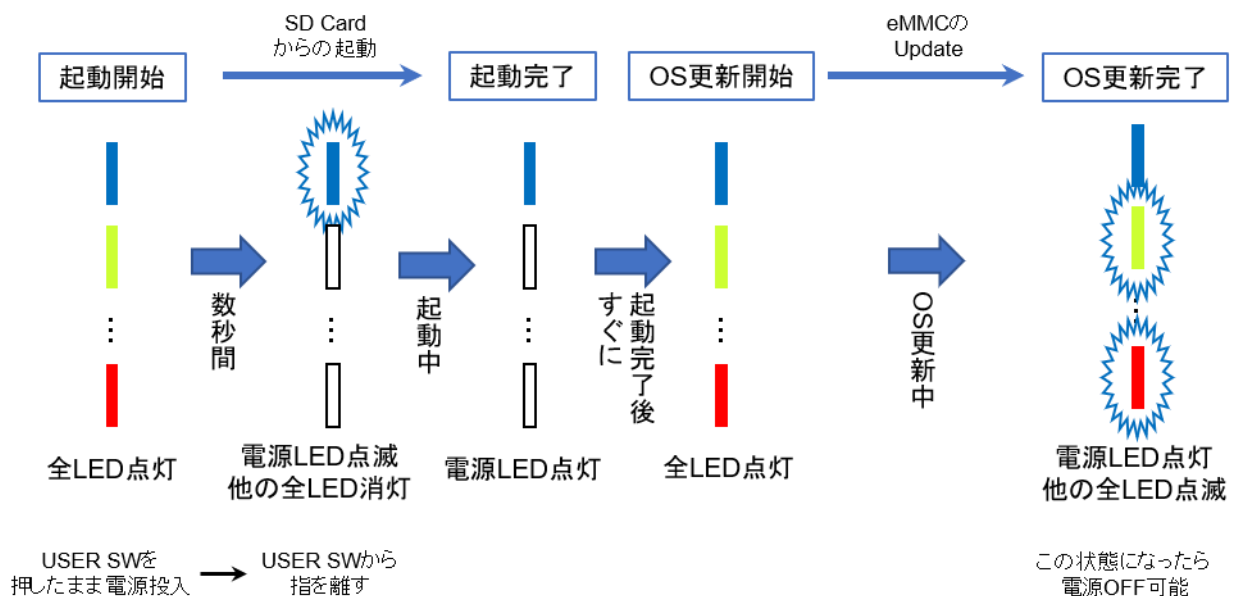 SD Card
からの起動
eMMCの
Update
起動開始
起動完了
OS更新開始
OS更新完了
数秒間
起動中
起動完了後
すぐに
OS更新中
全LED点灯
電源LED点滅
他の全LED消灯
電源LED点灯
全LED点灯
電源LED点灯
他の全LED点滅
USER SWを
押したまま電源投入
USER SWから
指を離す
この状態になったら
電源OFF可能